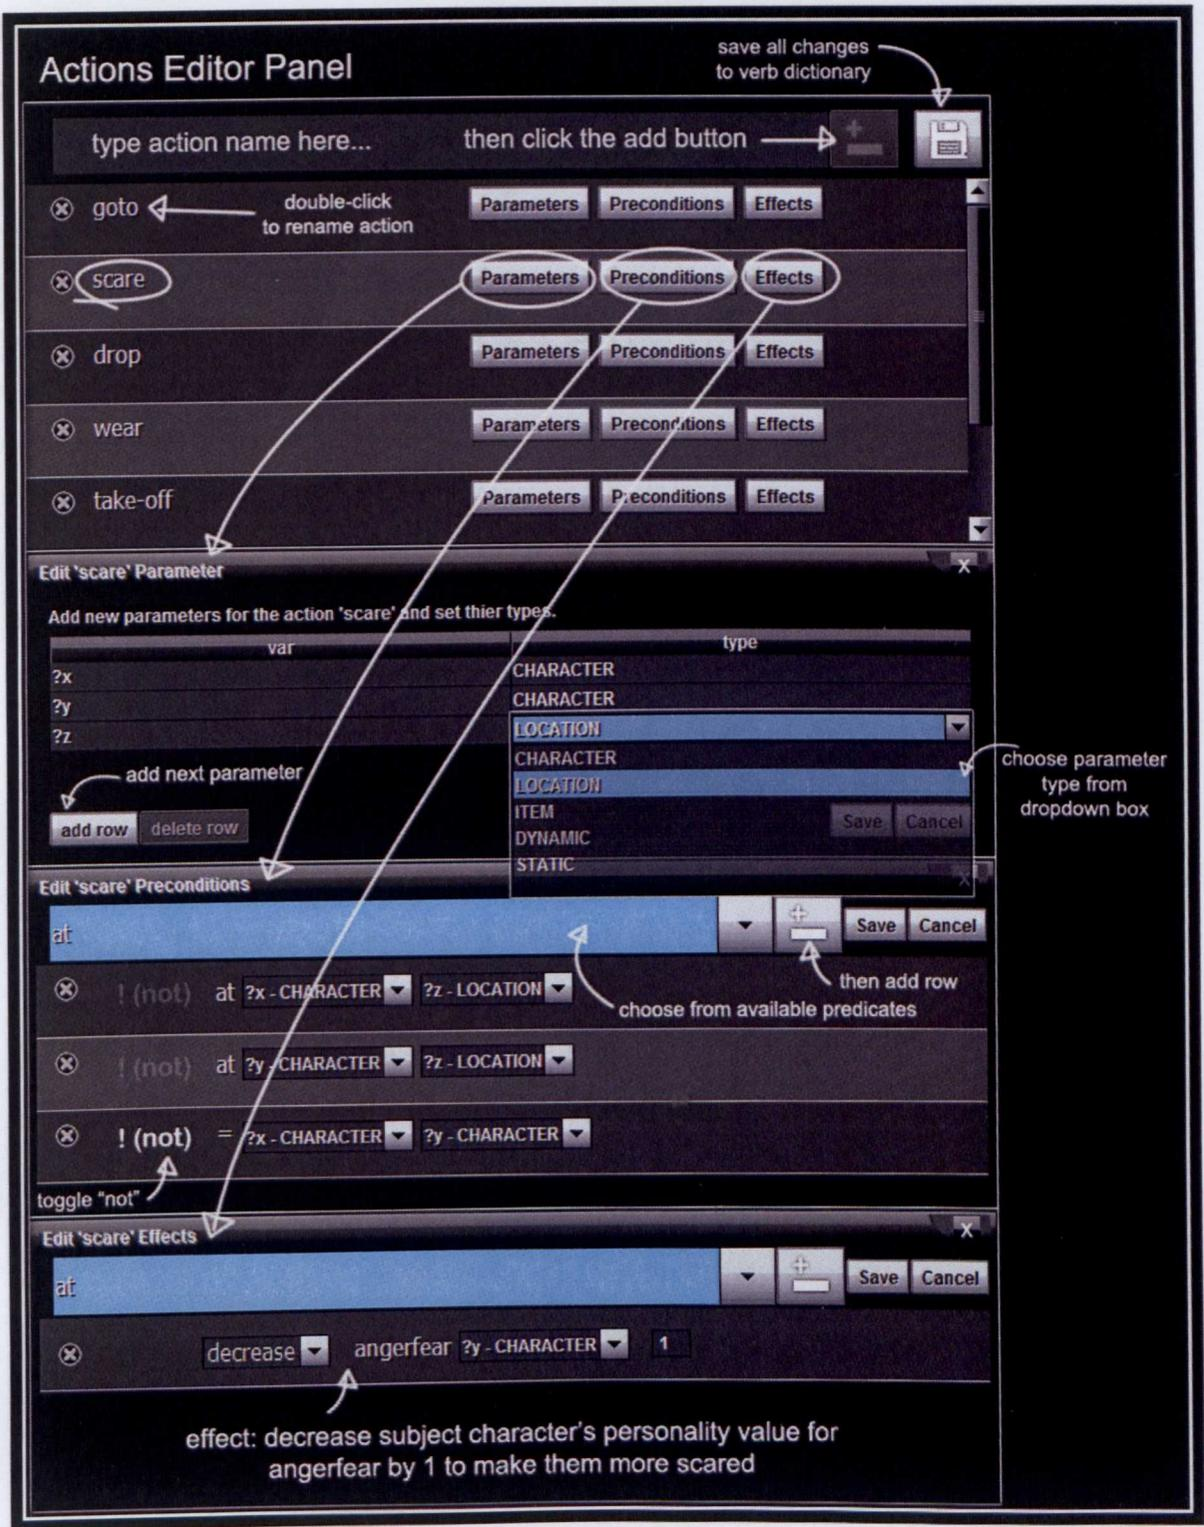 Actions Editor Panel
save all changes
to verb dictionary
type action name here...
then click the add button
goto
double-click
to rename action
Parameters Preconditions Effects
scare
Parameters Preconditions Effects
drop
Parameters Preconditions Effects
wear
Parameters Preconditions Effects
take-off
Parameters Preconditions Effects
Edit 'scare' Parameter
X
Add new parameters for the action 'scare' and set thier types.
var type
?x CHARACTER
?y CHARACTER
?z LOCATION
CHARACTER
LOCATION
ITEM
DYNAMIC
STATIC
choose parameter
type from
dropdown box
add next parameter
add row delete row
Save Cancel
Edit 'scare' Preconditions
X
at
Save Cancel
then add row
choose from available predicates
! (not) at ?x - CHARACTER ?z - LOCATION
! (not) at ?y - CHARACTER ?z - LOCATION
! (not) = ?x - CHARACTER ?y - CHARACTER
toggle "not"
Edit 'scare' Effects
X
at
Save Cancel
decrease angerfear ?y - CHARACTER 1
effect: decrease subject character's personality value for
angerfear by 1 to make them more scared